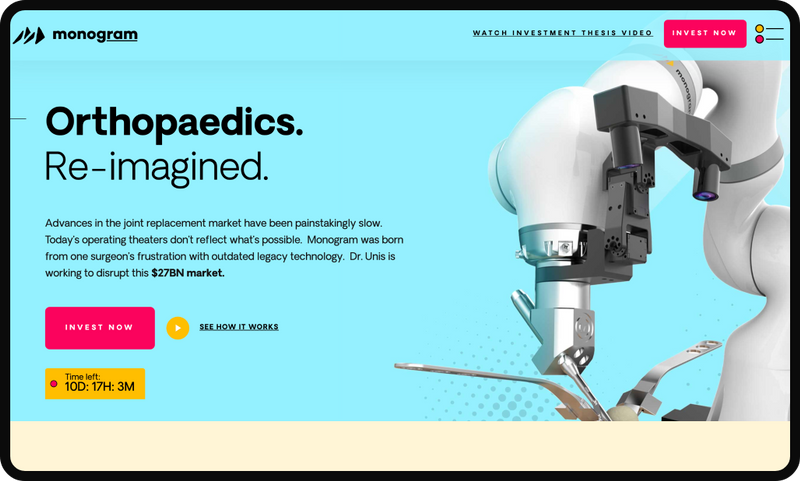 monogram
WATCH INVESTMENT THESIS VIDEO
INVEST NOW
monogram
Orthopaedics.
Re-imagined.
Advances in the joint replacement market have been painstakingly slow.
Today's operating theaters don't reflect what's possible. Monogram was born
from one surgeon's frustration with outdated legacy technology. Dr. Unis is
working to disrupt this $27BN market.
INVEST NOW
SEE HOW IT WORKS
Time left:
10D: 17H: 3M